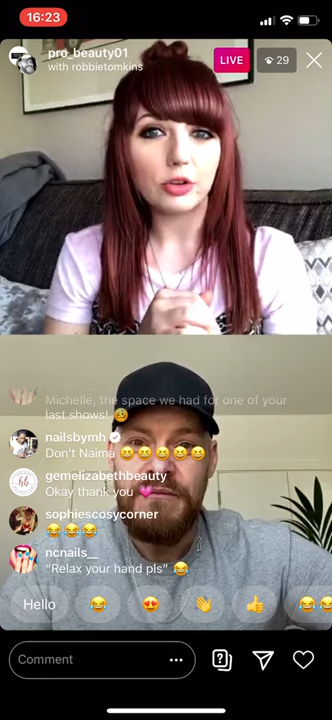 16:23
pro_beauty01
with robbietomkins
LIVE
29
Michelle, the space we had for one of your
last shows! 😇
nailsbymh
Don't Naima 😆😆😆😆😆
gemelizabethbeauty
Okay thank you 💕
sophiescosycorner
😂😂😂
ncnails__
“Relax your hand pls” 😂
Hello 😂 😍 👏 👍 😂
Comment